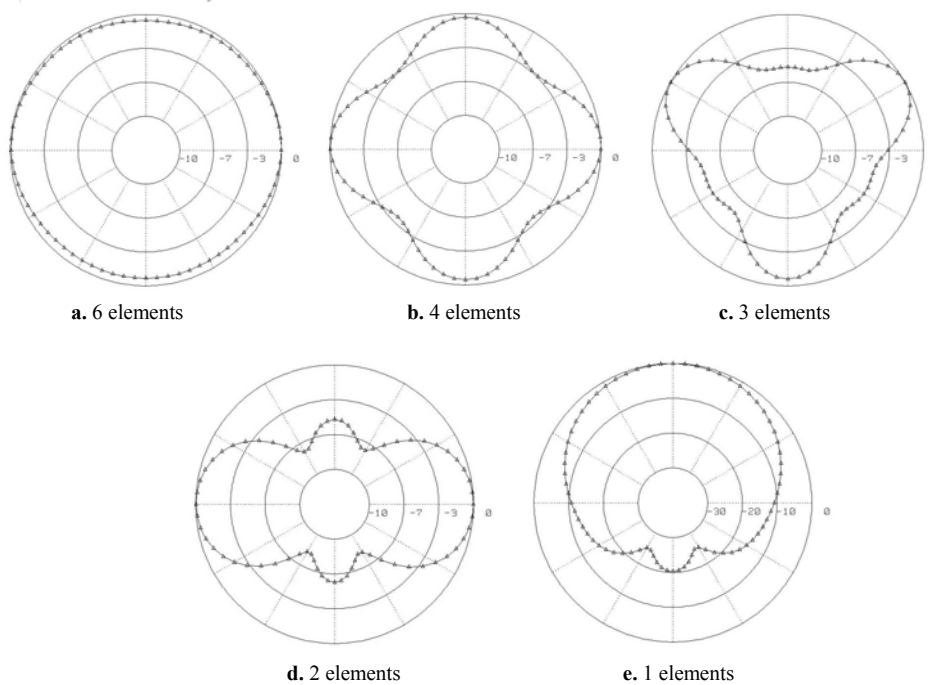 -10 -7 -3 0
-10 -7 -3 0
-10 -7 -3
a. 6 elements
b. 4 elements
c. 3 elements
-10 -7 -3 0
-30 -20 -10 0
d. 2 elements
e. 1 elements